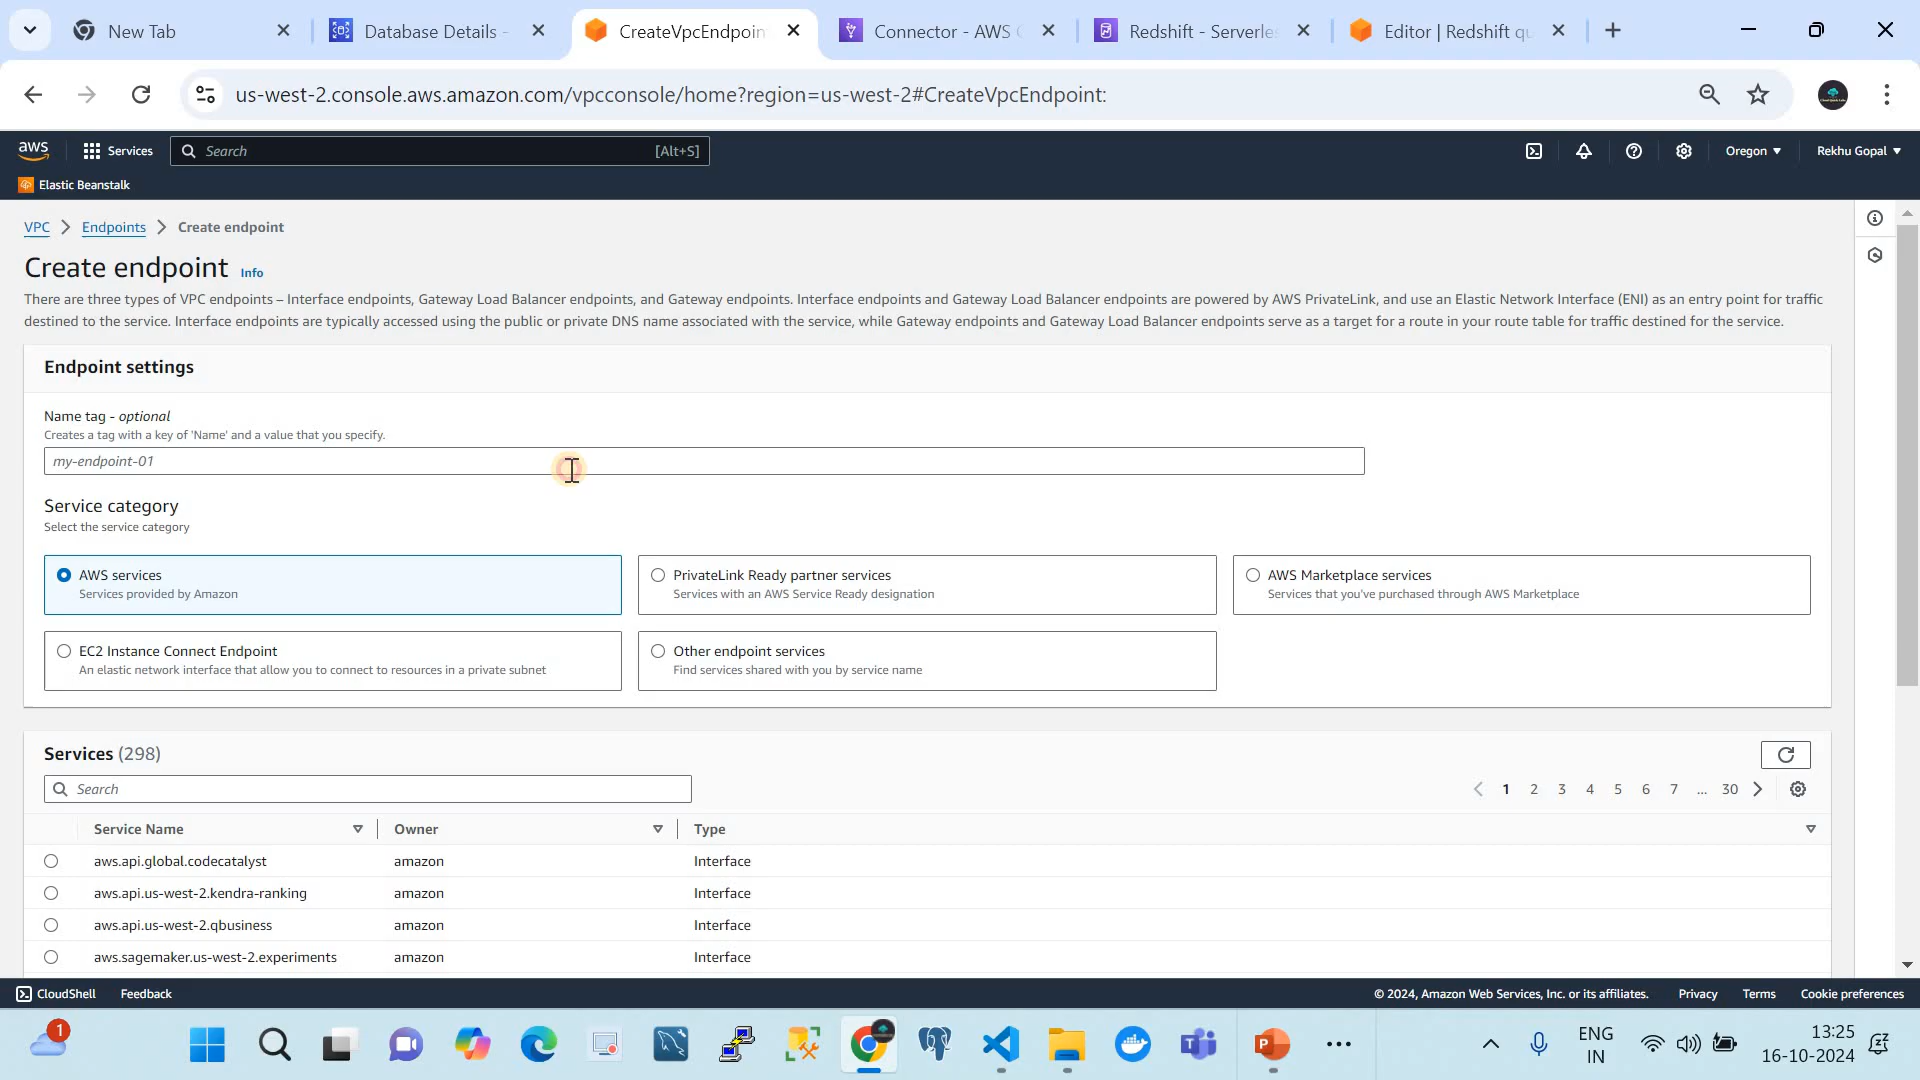 New Tab
Database Details -
CreateVpcEndpoin
Connector - AWS
Redshift - Serverles
Editor | Redshift qu
us-west-2.console.aws.amazon.com/vpcconsole/home?region=us-west-2#CreateVpcEndpoint:
aws
Services
Search
[Alt+S]
Oregon
Rekhu Gopal
Elastic Beanstalk
VPC
Endpoints
Create endpoint
Create endpoint Info
There are three types of VPC endpoints – Interface endpoints, Gateway Load Balancer endpoints, and Gateway endpoints. Interface endpoints and Gateway Load Balancer endpoints are powered by AWS PrivateLink, and use an Elastic Network Interface (ENI) as an entry point for traffic
destined to the service. Interface endpoints are typically accessed using the public or private DNS name associated with the service, while Gateway endpoints and Gateway Load Balancer endpoints serve as a target for a route in your route table for traffic destined for the service.
Endpoint settings
Name tag - optional
Creates a tag with a key of 'Name' and a value that you specify.
my-endpoint-01
Service category
Select the service category
AWS services
Services provided by Amazon
PrivateLink Ready partner services
Services with an AWS Service Ready designation
AWS Marketplace services
Services that you've purchased through AWS Marketplace
EC2 Instance Connect Endpoint
An elastic network interface that allow you to connect to resources in a private subnet
Other endpoint services
Find services shared with you by service name
Services (298)
Search
1 2 3 4 5 6 7 ... 30
Service Name Owner Type
aws.api.global.codecatalyst amazon Interface
aws.api.us-west-2.kendra-ranking amazon Interface
aws.api.us-west-2.qbusiness amazon Interface
aws.sagemaker.us-west-2.experiments amazon Interface
CloudShell Feedback
© 2024, Amazon Web Services, Inc. or its affiliates. Privacy Terms Cookie preferences
1
ENG
IN
13:25
16-10-2024